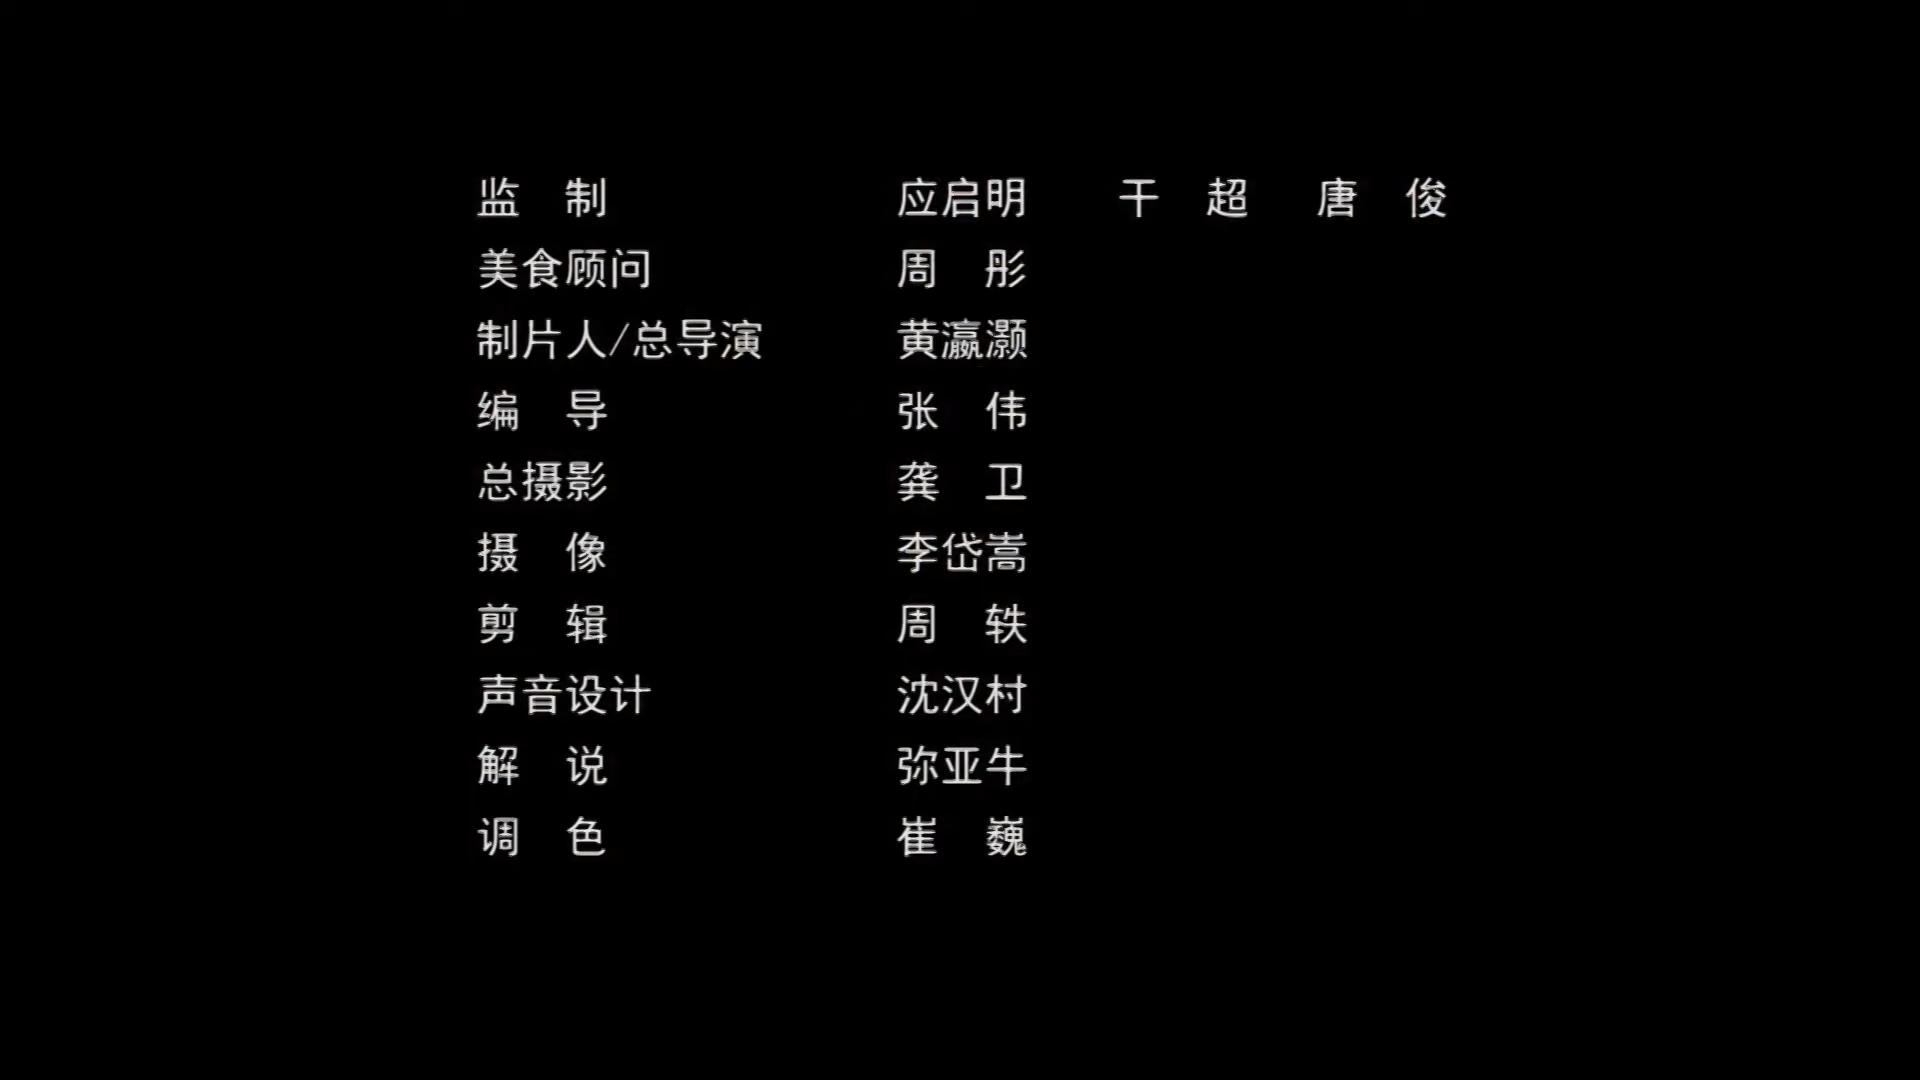 监　制　应启明　干　超　唐　俊
美食顾问　周　彤
制片人/总导演　黄瀛灏
编　导　张　伟
总摄影　龚　卫
摄　像　李岱嵩
剪　辑　周　轶
声音设计　沈汉村
解　说　弥亚牛
调　色　崔　巍